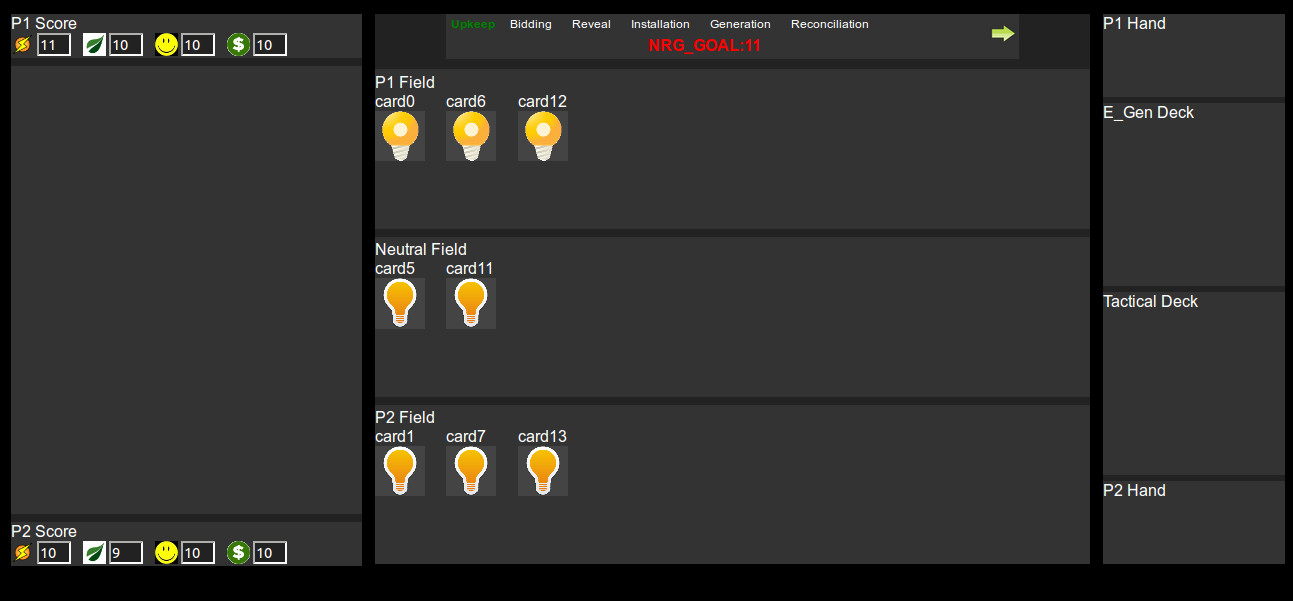 P1 Score
11 10 10 $ 10
Upkeep Bidding Reveal Installation Generation Reconciliation
NRG_GOAL:11
P1 Field
card0 card6 card12
Neutral Field
card5 card11
P2 Field
card1 card7 card13
P2 Score
10 9 10 $ 10
P1 Hand
E_Gen Deck
Tactical Deck
P2 Hand